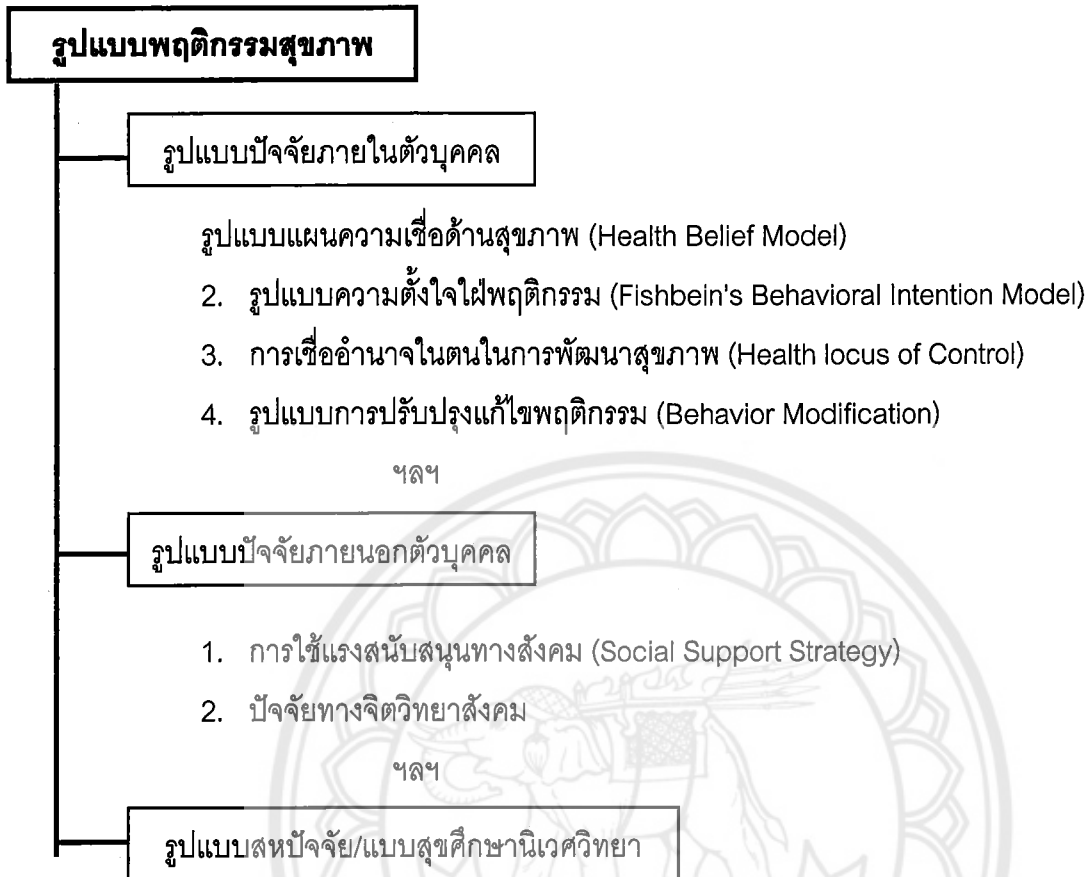 รูปแบบพฤติกรรมสุขภาพ
รูปแบบปัจจัยภายในตัวบุคคล
รูปแบบแผนความเชื่อด้านสุขภาพ (Health Belief Model)
2. รูปแบบความตั้งใจใฝ่พฤติกรรม (Fishbein's Behavioral Intention Model)
3. การเชื่ออำนาจในตนในการพัฒนาสุขภาพ (Health locus of Control)
4. รูปแบบการปรับปรุงแก้ไขพฤติกรรม (Behavior Modification)
ฯลฯ
รูปแบบปัจจัยภายนอกตัวบุคคล
1. การใช้แรงสนับสนุนทางสังคม (Social Support Strategy)
2. ปัจจัยทางจิตวิทยาสังคม
ฯลฯ
รูปแบบสหปัจจัย/แบบสุขศึกษานิเวศวิทยา